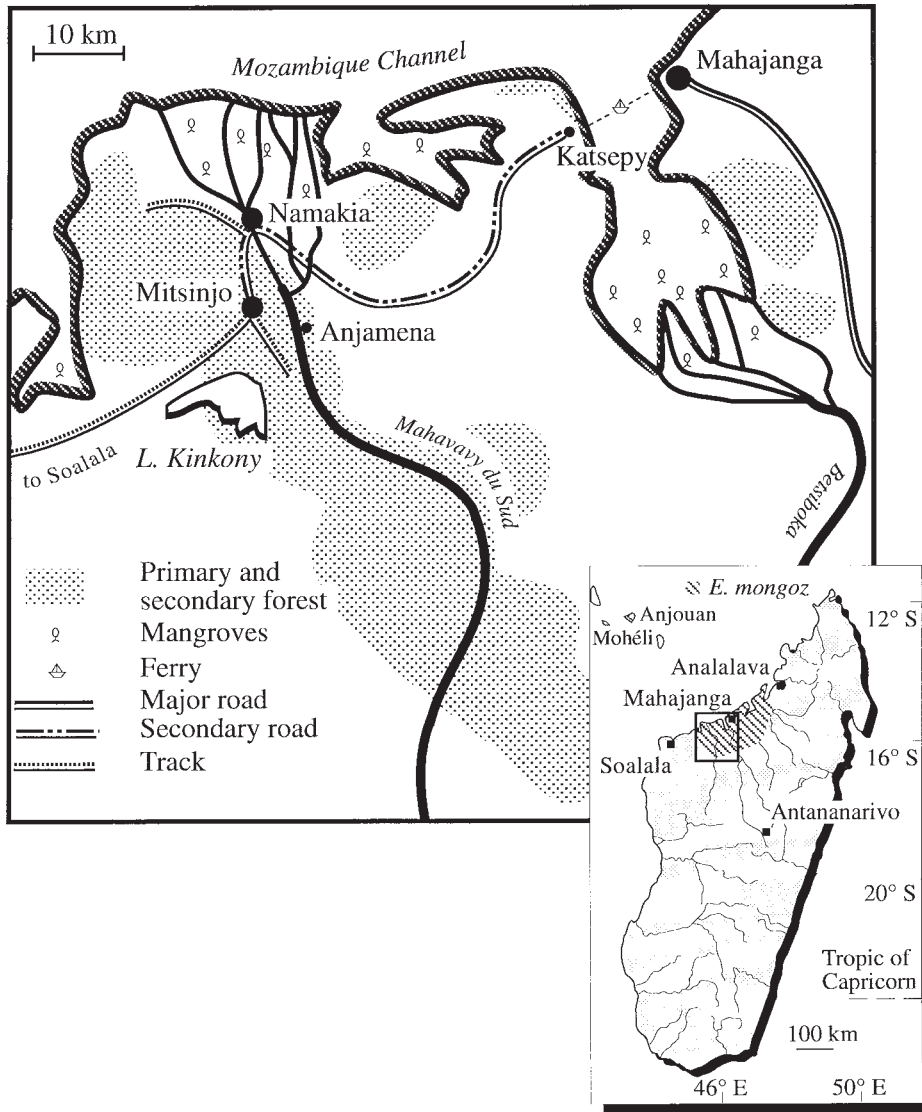 10 km
Mozambique Channel
Mahajanga
Katsepy
Namakia
Mitsinjo
Anjamena
L. Kinkony
to Soalala
Mahavavy du Sud
Betsiboka
Primary and
secondary forest
Mangroves
Ferry
Major road
Secondary road
Track
E. mongoz
12° S
Anjouan
Mohéli
Analalava
Mahajanga
Soalala
16° S
Antananarivo
20° S
Tropic of
Capricorn
100 km
46° E
50° E